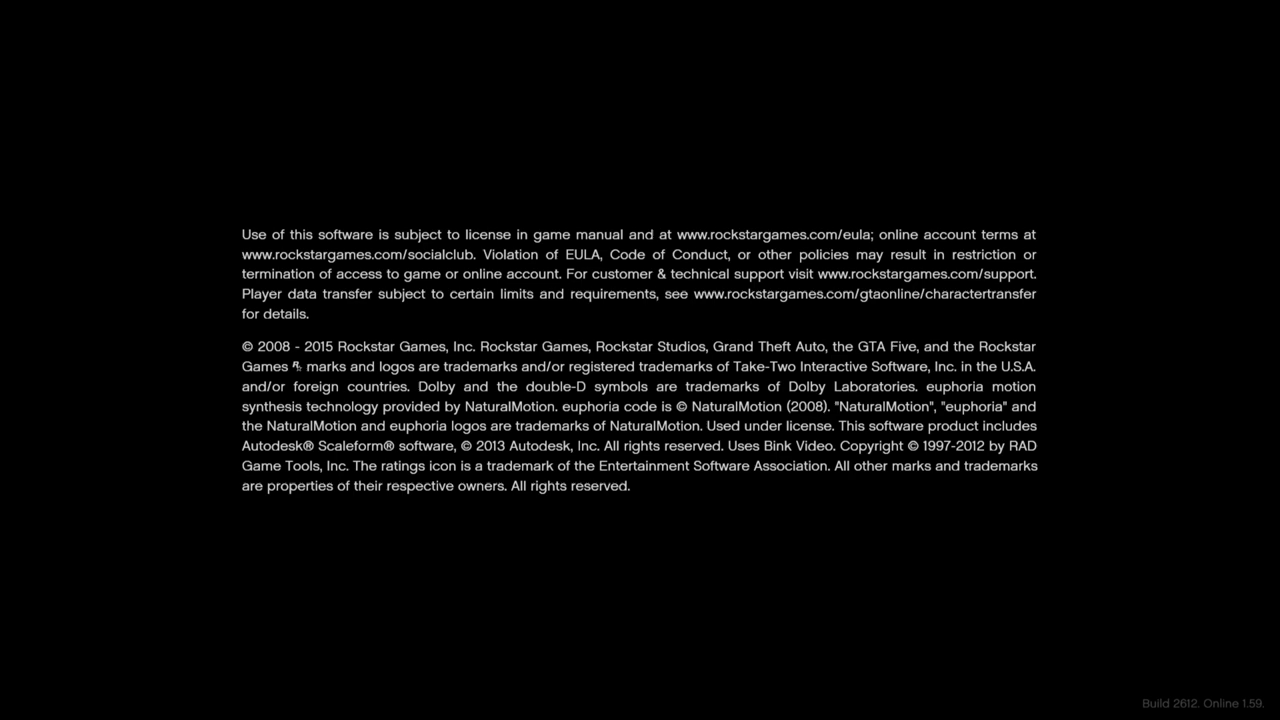 Use of this software is subject to license in game manual and at www.rockstargames.com/eula; online account terms at
www.rockstargames.com/socialclub. Violation of EULA, Code of Conduct, or other policies may result in restriction or
termination of access to game or online account. For customer & technical support visit www.rockstargames.com/support.
Player data transfer subject to certain limits and requirements, see www.rockstargames.com/gtaonline/charactertransfer
for details.
© 2008 - 2015 Rockstar Games, Inc. Rockstar Games, Rockstar Studios, Grand Theft Auto, the GTA Five, and the Rockstar
Games R* marks and logos are trademarks and/or registered trademarks of Take-Two Interactive Software, Inc. in the U.S.A.
and/or foreign countries. Dolby and the double-D symbols are trademarks of Dolby Laboratories. euphoria motion
synthesis technology provided by NaturalMotion. euphoria code is © NaturalMotion (2008). "NaturalMotion", "euphoria" and
the NaturalMotion and euphoria logos are trademarks of NaturalMotion. Used under license. This software product includes
Autodesk® Scaleform® software, © 2013 Autodesk, Inc. All rights reserved. Uses Bink Video. Copyright © 1997-2012 by RAD
Game Tools, Inc. The ratings icon is a trademark of the Entertainment Software Association. All other marks and trademarks
are properties of their respective owners. All rights reserved.
Build 2612. Online 1.59.